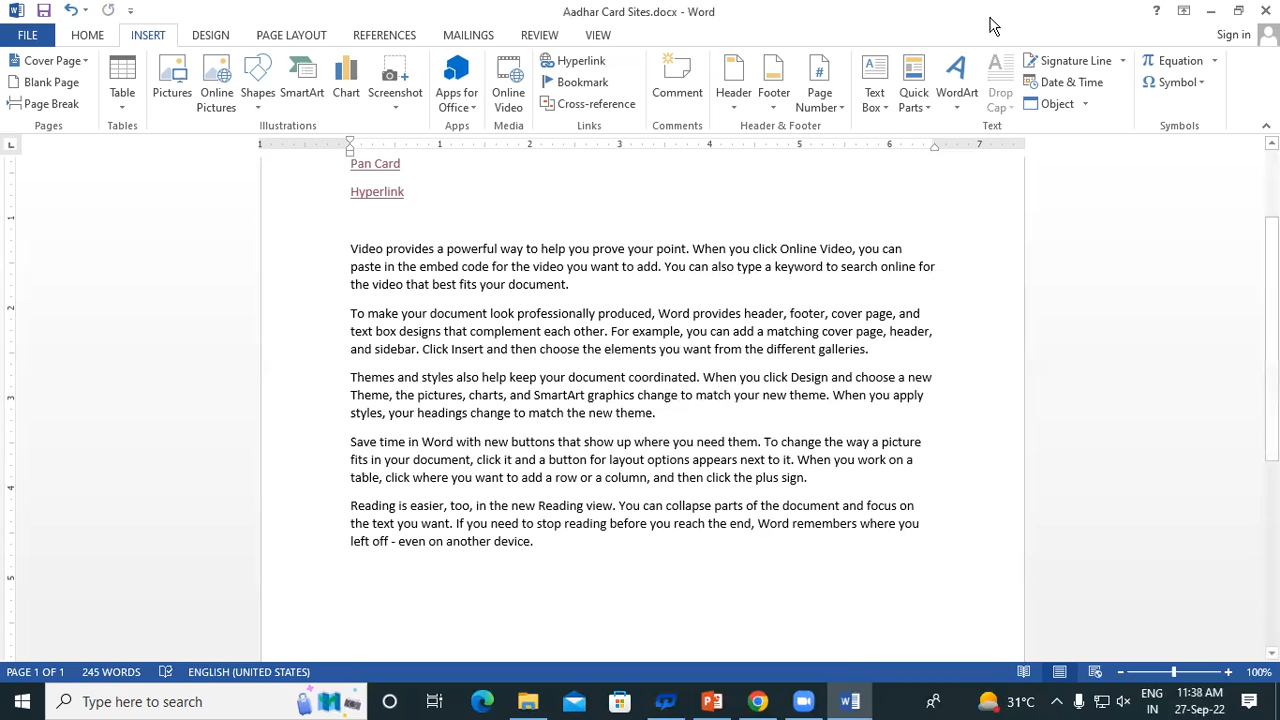 Aadhar Card Sites.docx - Word
?
FILE HOME INSERT DESIGN PAGE LAYOUT REFERENCES MAILINGS REVIEW VIEW Sign in
Cover Page
Blank Page
Page Break
Pages
Table
Tables
Pictures
Online Pictures
Shapes
SmartArt
Chart
Screenshot
Illustrations
Apps for Office
Apps
Online Video
Media
Hyperlink
Bookmark
Cross-reference
Links
Comment
Comments
Header
Footer
Page Number
Header & Footer
Text Box
Quick Parts
WordArt
Drop Cap
Signature Line
Date & Time
Object
Text
Equation
Symbol
Symbols
1 1 2 3 4 5 6 7
1
2
3
4
5
Pan Card
Hyperlink
Video provides a powerful way to help you prove your point. When you click Online Video, you can
paste in the embed code for the video you want to add. You can also type a keyword to search online for
the video that best fits your document.
To make your document look professionally produced, Word provides header, footer, cover page, and
text box designs that complement each other. For example, you can add a matching cover page, header,
and sidebar. Click Insert and then choose the elements you want from the different galleries.
Themes and styles also help keep your document coordinated. When you click Design and choose a new
Theme, the pictures, charts, and SmartArt graphics change to match your new theme. When you apply
styles, your headings change to match the new theme.
Save time in Word with new buttons that show up where you need them. To change the way a picture
fits in your document, click it and a button for layout options appears next to it. When you work on a
table, click where you want to add a row or a column, and then click the plus sign.
Reading is easier, too, in the new Reading view. You can collapse parts of the document and focus on
the text you want. If you need to stop reading before you reach the end, Word remembers where you
left off - even on another device.
PAGE 1 OF 1 245 WORDS ENGLISH (UNITED STATES) 100%
Type here to search
31°C
ENG
IN
11:38 AM
27-Sep-22